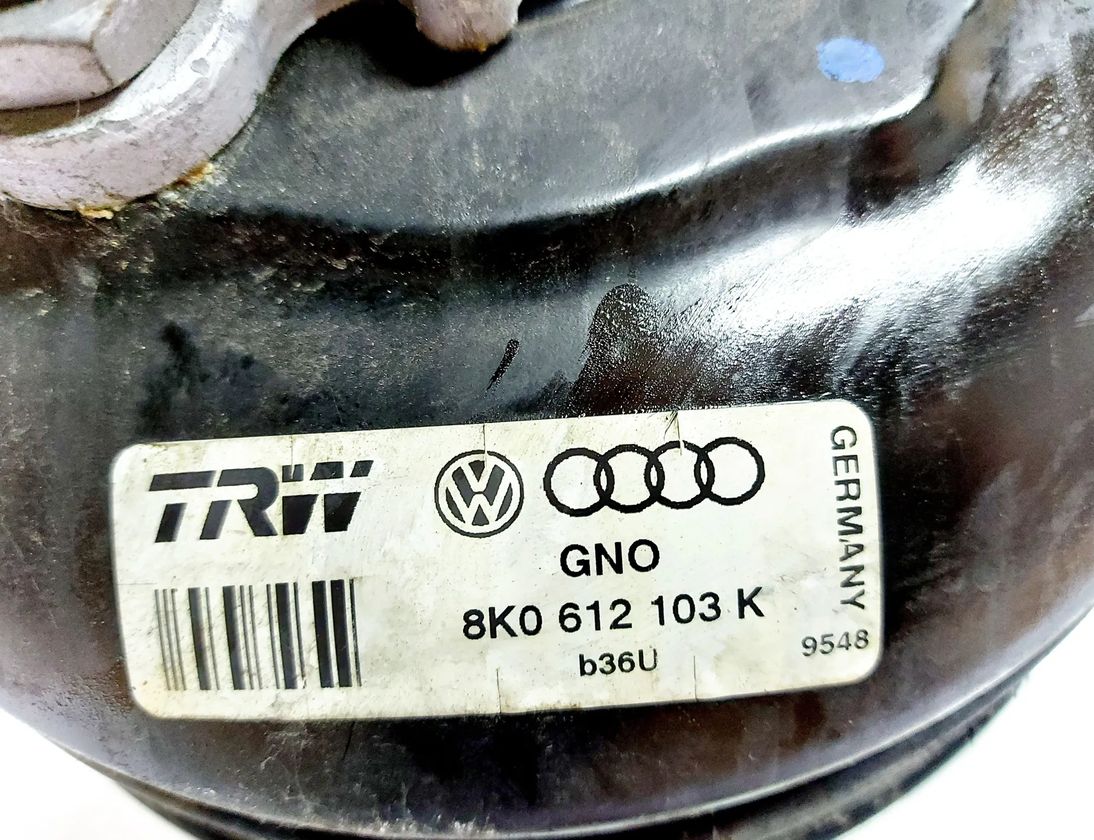 TRW
GNO
8K0 612 103 K
b36U
GERMANY
9548